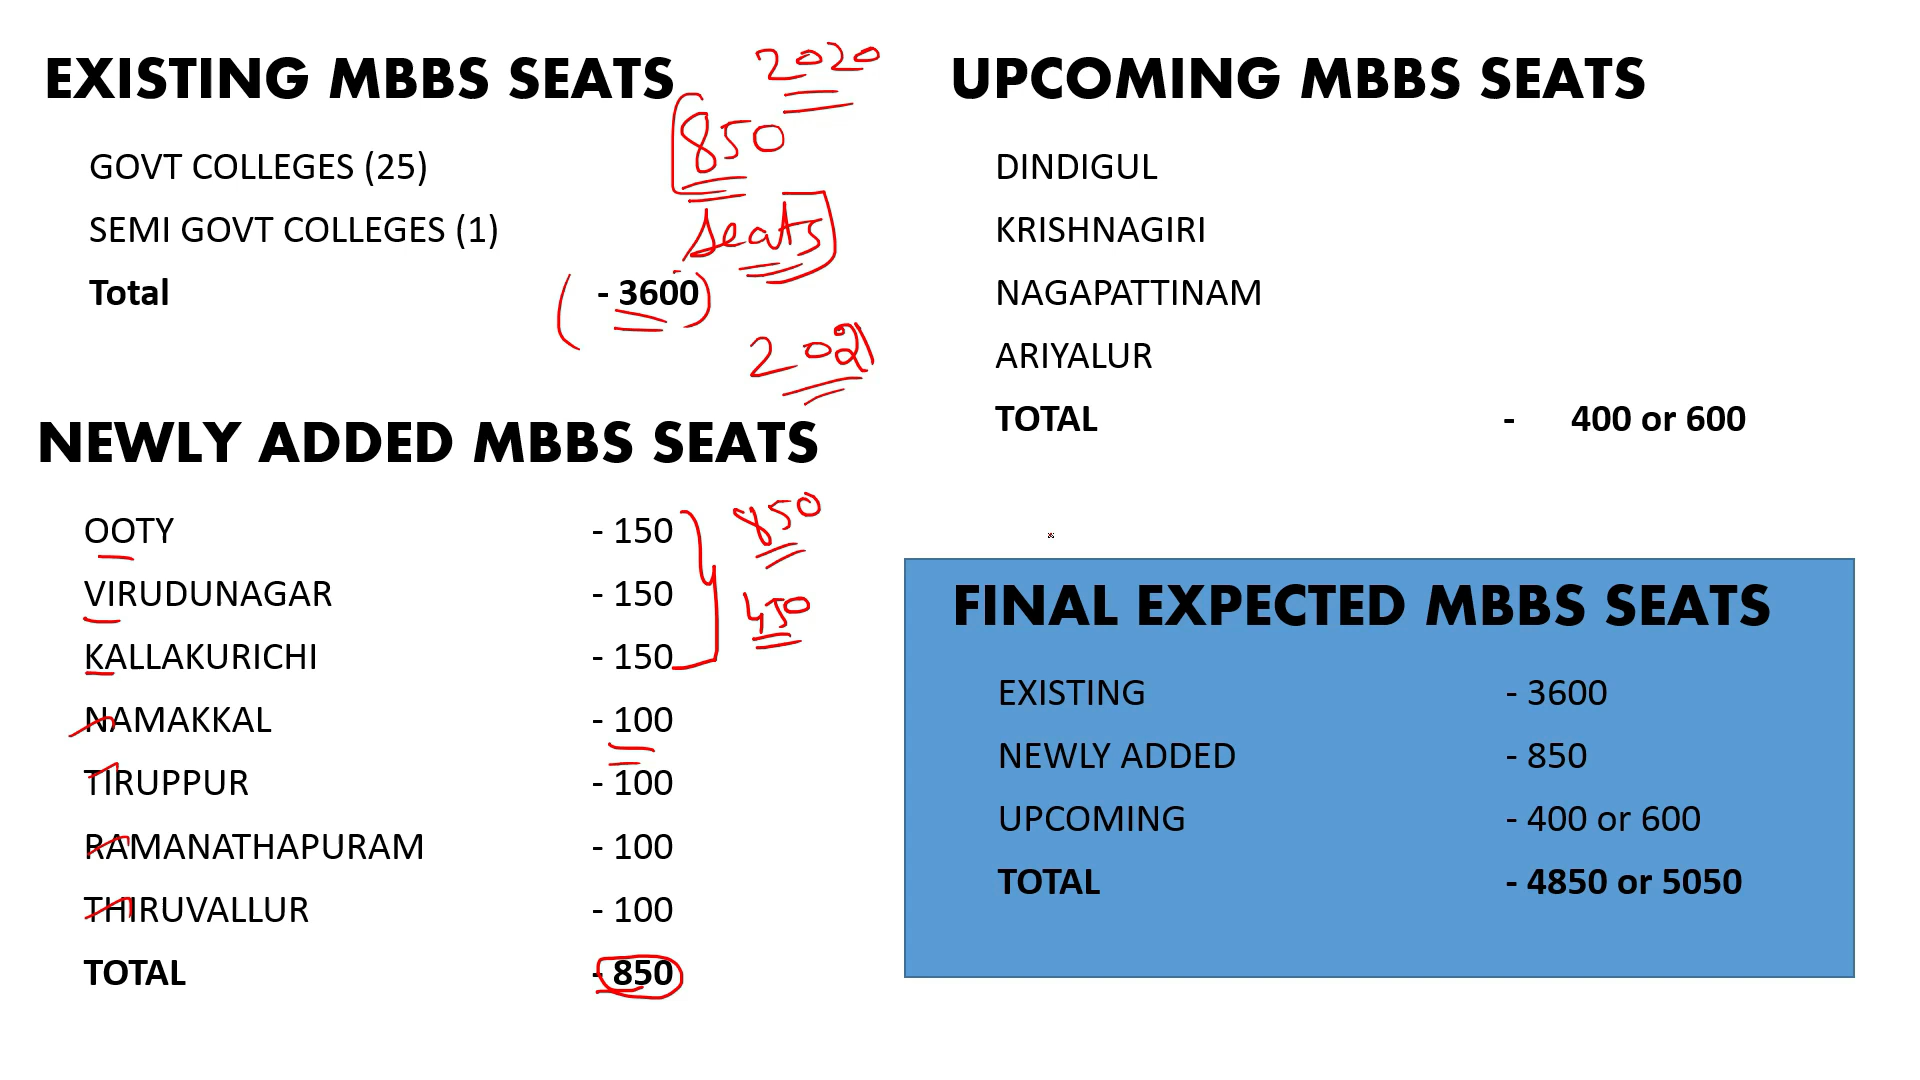 EXISTING MBBS SEATS
2020
850
GOVT COLLEGES (25)
SEMI GOVT COLLEGES (1)
seats
Total - 3600
2021
NEWLY ADDED MBBS SEATS
OOTY - 150
850
VIRUDUNAGAR - 150
450
KALLAKURICHI - 150
NAMAKKAL - 100
TIRUPPUR - 100
RAMANATHAPURAM - 100
THIRUVALLUR - 100
TOTAL - 850
UPCOMING MBBS SEATS
DINDIGUL
KRISHNAGIRI
NAGAPATTINAM
ARIYALUR
TOTAL - 400 or 600
FINAL EXPECTED MBBS SEATS
EXISTING - 3600
NEWLY ADDED - 850
UPCOMING - 400 or 600
TOTAL - 4850 or 5050